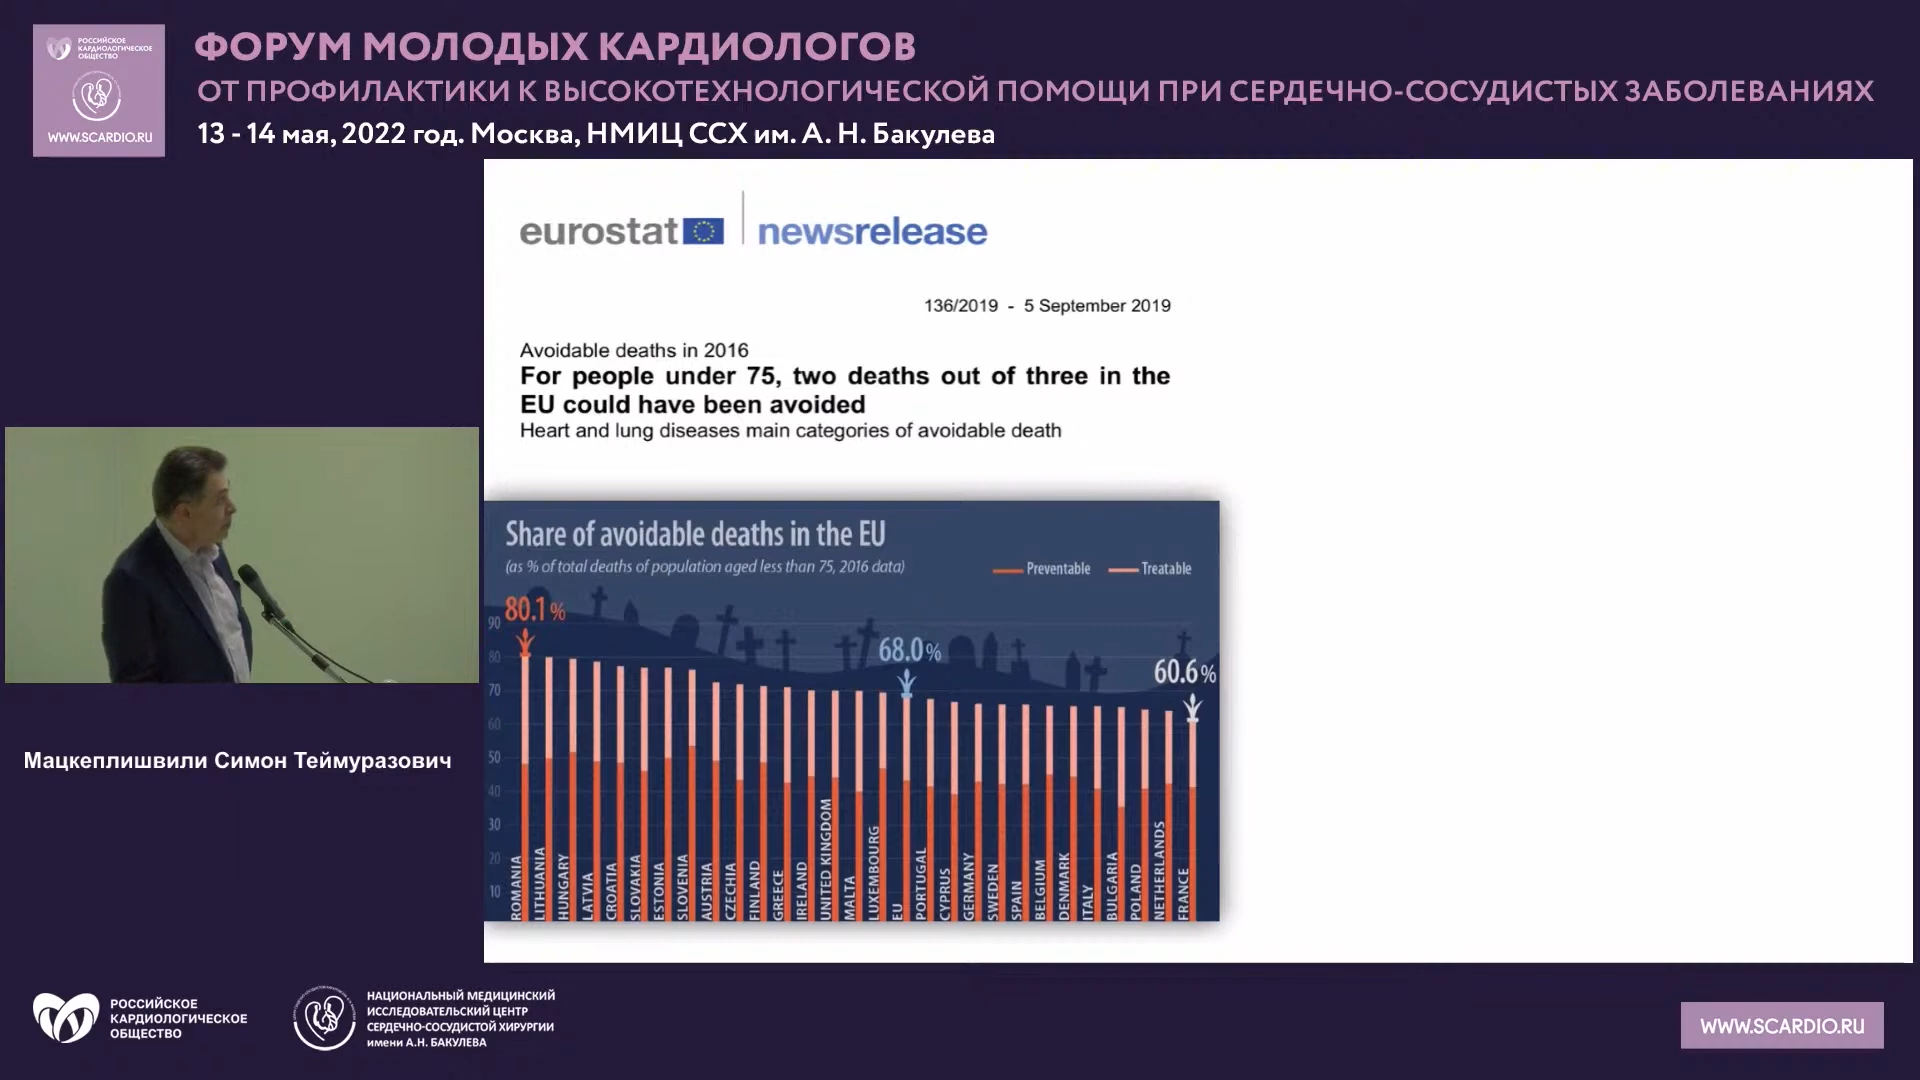 РОССИЙСКОЕ
КАРДИОЛОГИЧЕСКОЕ
ОБЩЕСТВО
WWW.SCARDIO.RU
ФОРУМ МОЛОДЫХ КАРДИОЛОГОВ
ОТ ПРОФИЛАКТИКИ К ВЫСОКОТЕХНОЛОГИЧЕСКОЙ ПОМОЩИ ПРИ СЕРДЕЧНО-СОСУДИСТЫХ ЗАБОЛЕВАНИЯХ
13 - 14 мая, 2022 год. Москва, НМИЦ ССХ им. А. Н. Бакулева
eurostat newsrelease
136/2019 - 5 September 2019
Avoidable deaths in 2016
For people under 75, two deaths out of three in the
EU could have been avoided
Heart and lung diseases main categories of avoidable death
Share of avoidable deaths in the EU
(as % of total deaths of population aged less than 75, 2016 data)
Preventable Treatable
80.1%
68.0%
60.6%
90
80
70
60
50
40
30
20
10
ROMANIA
LITHUANIA
HUNGARY
LATVIA
CROATIA
SLOVAKIA
ESTONIA
SLOVENIA
AUSTRIA
CZECHIA
FINLAND
GREECE
IRELAND
UNITED KINGDOM
MALTA
LUXEMBOURG
EU
PORTUGAL
CYPRUS
GERMANY
SWEDEN
SPAIN
BELGIUM
DENMARK
ITALY
BULGARIA
POLAND
NETHERLANDS
FRANCE
Мацкеплишвили Симон Теймуразович
РОССИЙСКОЕ
КАРДИОЛОГИЧЕСКОЕ
ОБЩЕСТВО
НАЦИОНАЛЬНЫЙ МЕДИЦИНСКИЙ
ИССЛЕДОВАТЕЛЬСКИЙ ЦЕНТР
СЕРДЕЧНО-СОСУДИСТОЙ ХИРУРГИИ
имени А.Н. БАКУЛЕВА
WWW.SCARDIO.RU